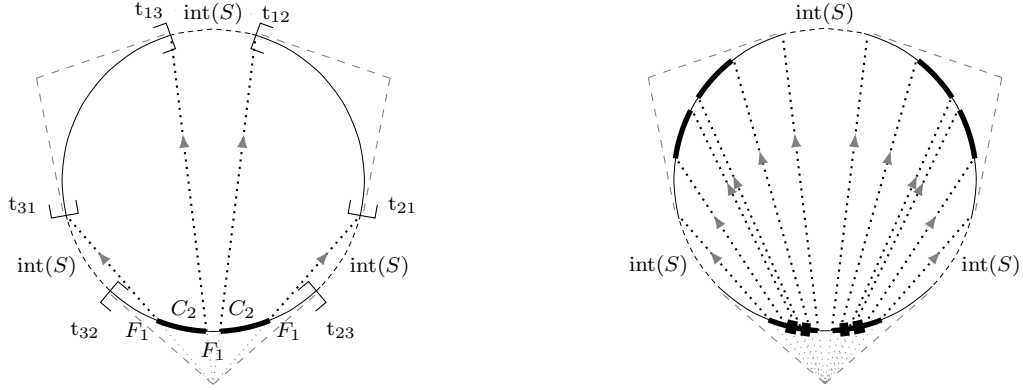 t₁₃ int(S) t₁₂ int(S)
t₃₁ t₂₁
int(S) int(S) int(S) int(S)
C₂ C₂
t₃₂ F₁ F₁ t₂₃
F₁